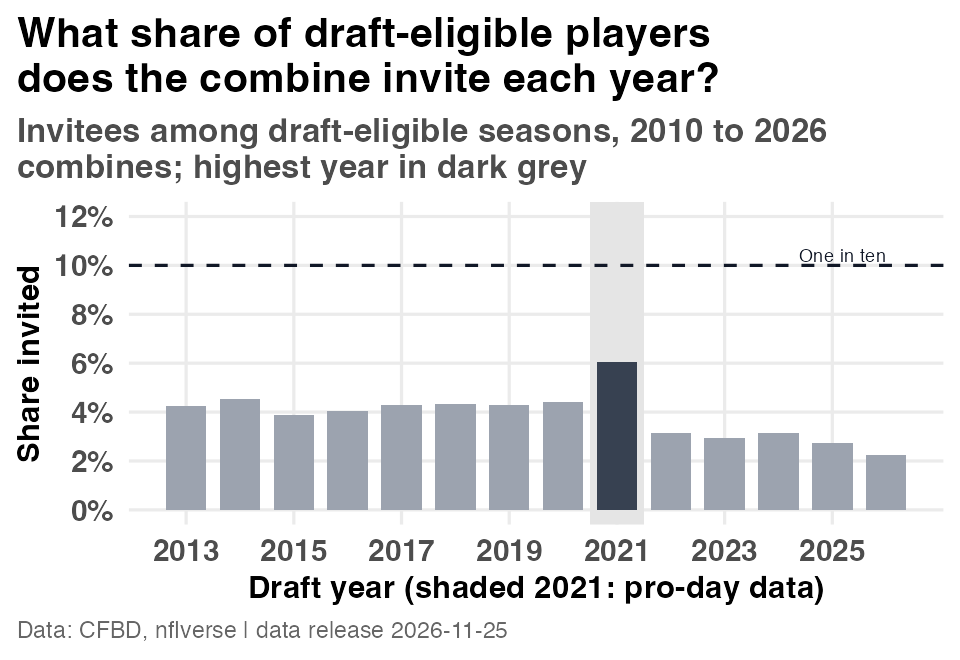 What share of draft-eligible players
does the combine invite each year?
Invitees among draft-eligible seasons, 2010 to 2026
combines; highest year in dark grey
12%
One in ten
10%
8%
6%
4%
2%
0%
Share invited
2013 2015 2017 2019 2021 2023 2025
Draft year (shaded 2021: pro-day data)
Data: CFBD, nflverse | data release 2026-11-25